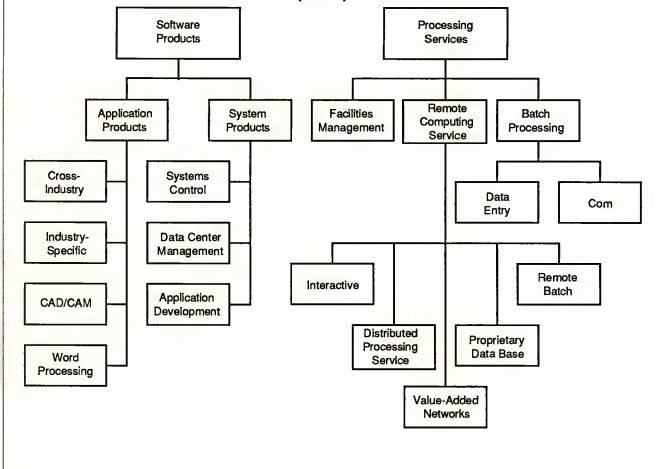 Software
Products
Processing
Services
Application
Products
System
Products
Facilities
Management
Remote
Computing
Service
Batch
Processing
Cross-
Industry
Systems
Control
Data
Entry
Com
Industry-
Specific
Data Center
Management
Interactive
Remote
Batch
CAD/CAM
Application
Development
Distributed
Processing
Service
Proprietary
Data Base
Word
Processing
Value-Added
Networks